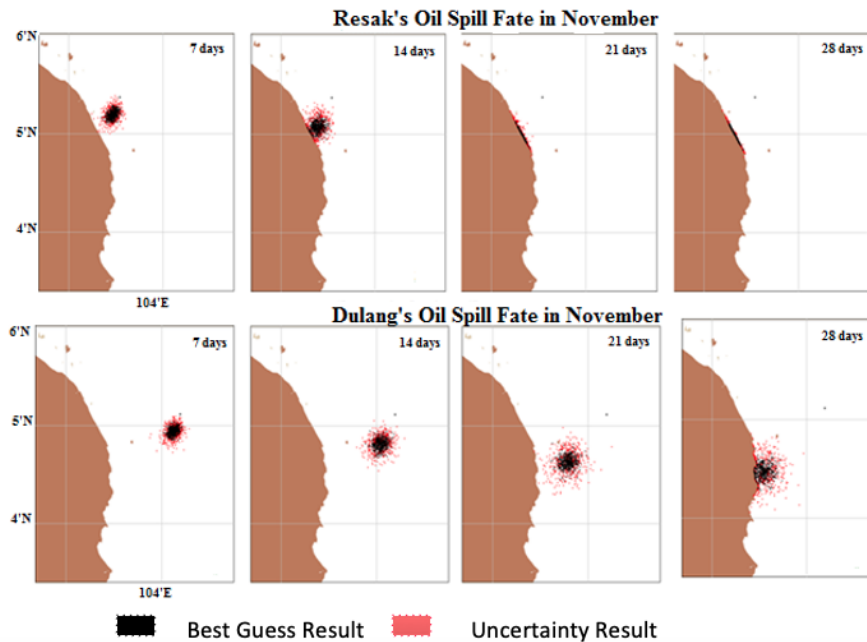 Resak's Oil Spill Fate in November
6'N
7 days
14 days
21 days
28 days
5'N
4'N
104'E
Dulang's Oil Spill Fate in November
6'N
7 days
14 days
21 days
28 days
5'N
4'N
104'E
Best Guess Result
Uncertainty Result